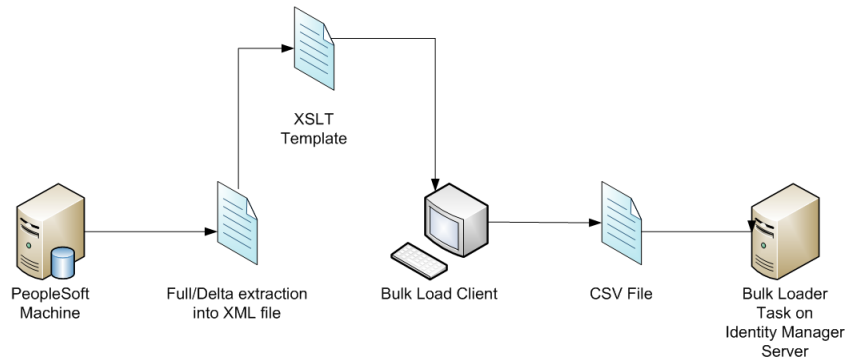 XSLT
Template
PeopleSoft
Machine
Full/Delta extraction
into XML file
Bulk Load Client
CSV File
Bulk Loader
Task on
Identity Manager
Server